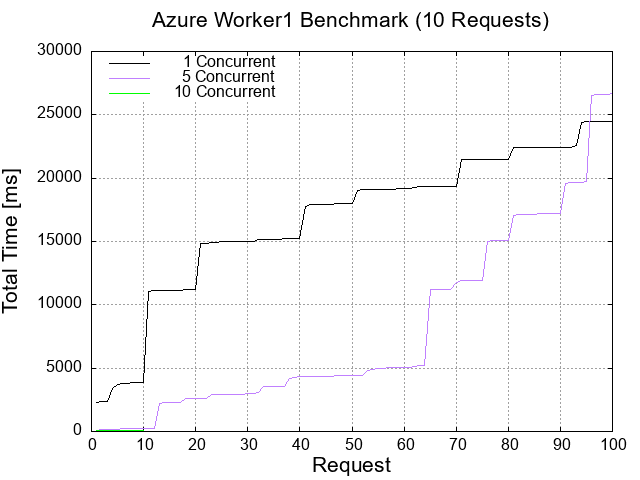 Azure Worker1 Benchmark (10 Requests)
30000
25000
20000
15000
10000
5000
0
Total Time [ms]
1 Concurrent
5 Concurrent
10 Concurrent
0 10 20 30 40 50 60 70 80 90 100
Request